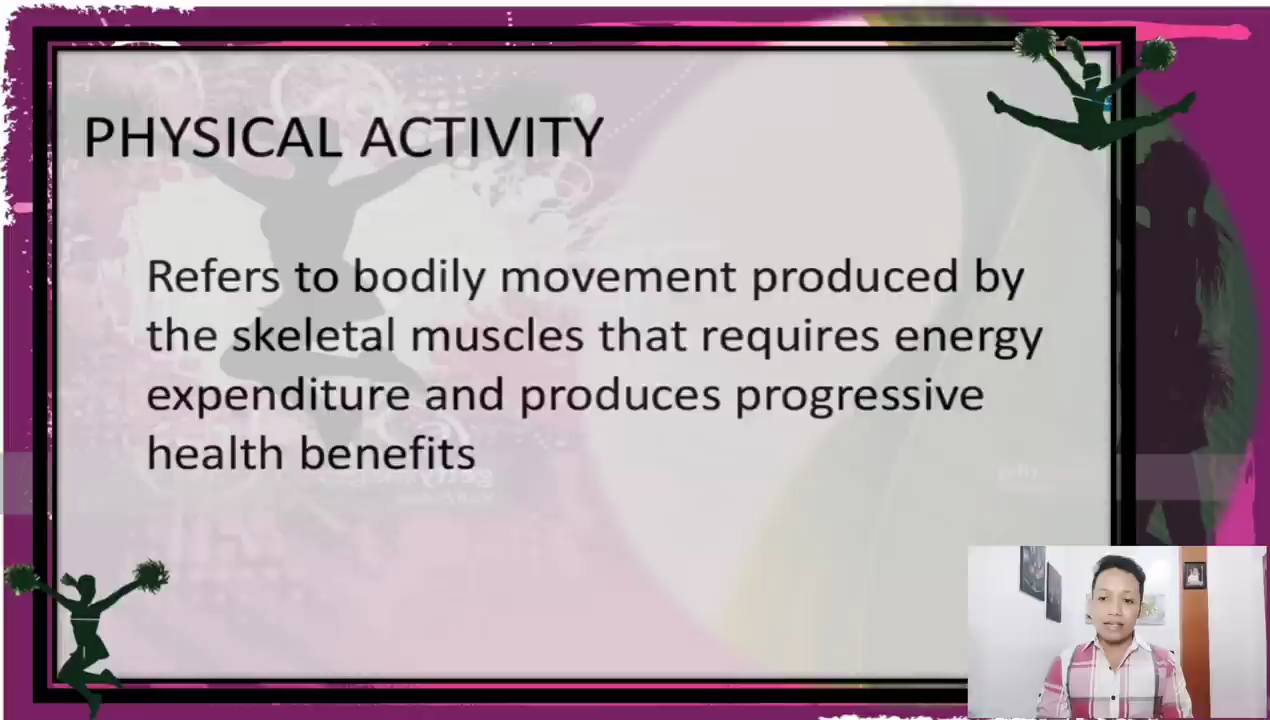 PHYSICAL ACTIVITY
Refers to bodily movement produced by
the skeletal muscles that requires energy
expenditure and produces progressive
health benefits